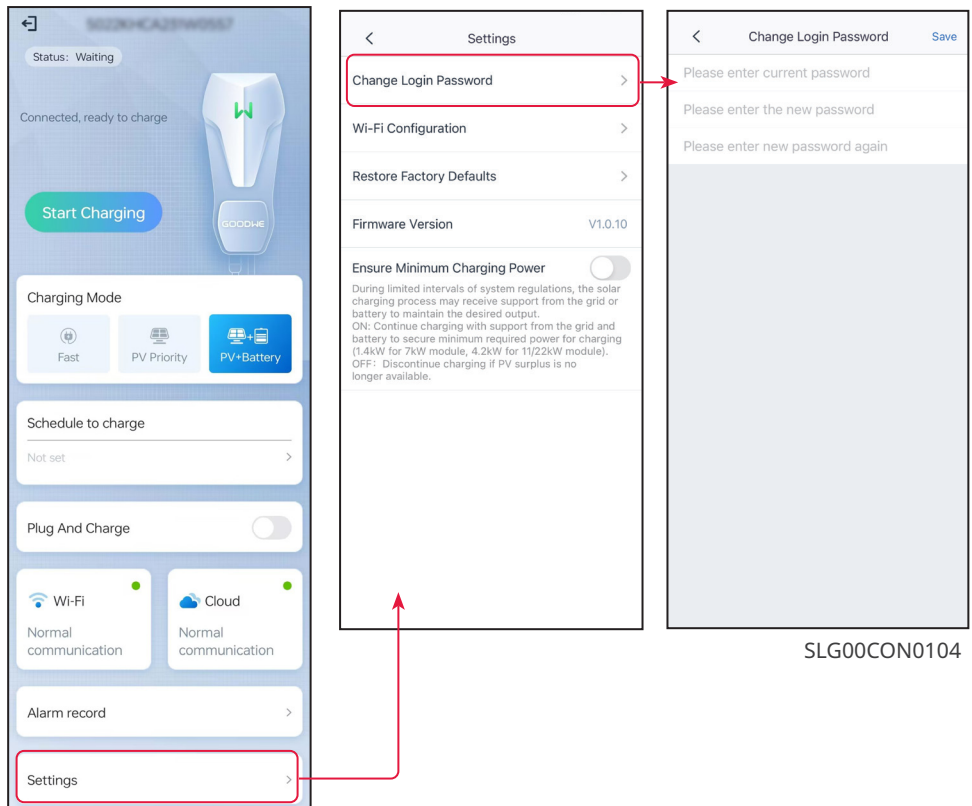 Status: Waiting
Connected, ready to charge
Start Charging
GOODWE
Charging Mode
Fast
PV Priority
PV+Battery
Schedule to charge
Not set
Plug And Charge
Wi-Fi
Normal
communication
Cloud
Normal
communication
Alarm record
Settings
Settings
Change Login Password
Wi-Fi Configuration
Restore Factory Defaults
Firmware Version V1.0.10
Ensure Minimum Charging Power
During limited intervals of system regulations, the solar
charging process may receive support from the grid or
battery to maintain the desired output.
ON: Continue charging with support from the grid and
battery to secure minimum required power for charging
(1.4kW for 7kW module, 4.2kW for 11/22kW module).
OFF: Discontinue charging if PV surplus is no
longer available.
Change Login Password Save
Please enter current password
Please enter the new password
Please enter new password again
SLG00CON0104